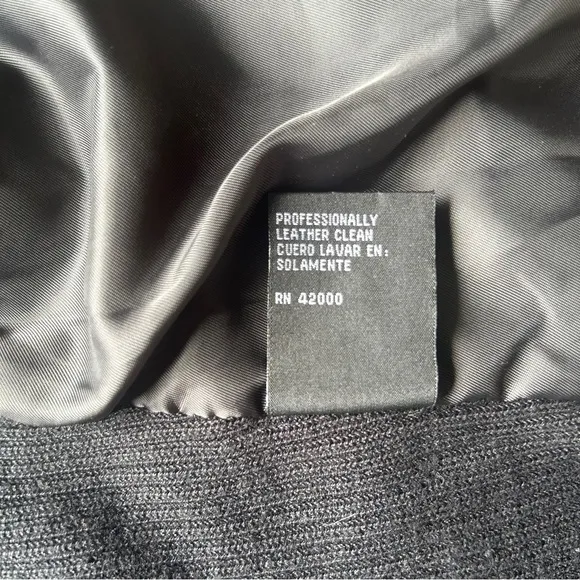 PROFESSIONALLY
LEATHER CLEAN
CUERO LAVAR EN:
SOLAMENTE
RN 42000